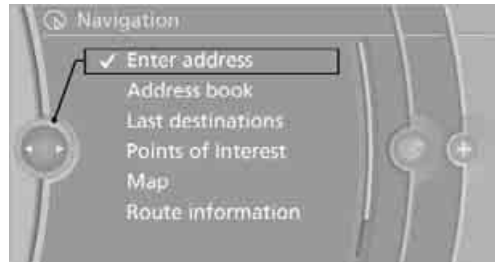 Navigation
Enter address
Address book
Last destinations
Points of Interest
Map
Route information